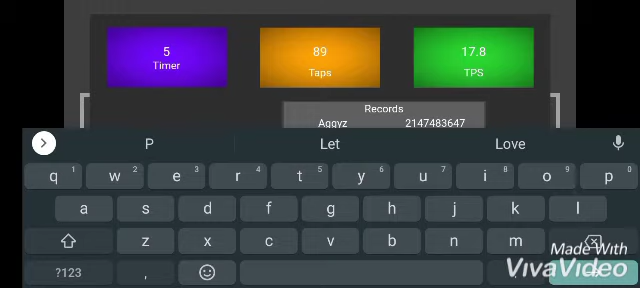 5
89
17.8
Timer
Taps
TPS
Records
Aggyz 2147483647
P Let Love
q 1 w 2 e 3 r 4 t 5 y 6 u 7 i 8 o 9 p 0
a s d f g h j k l
z x c v b n m
?123 , .
Made With
VivaVideo